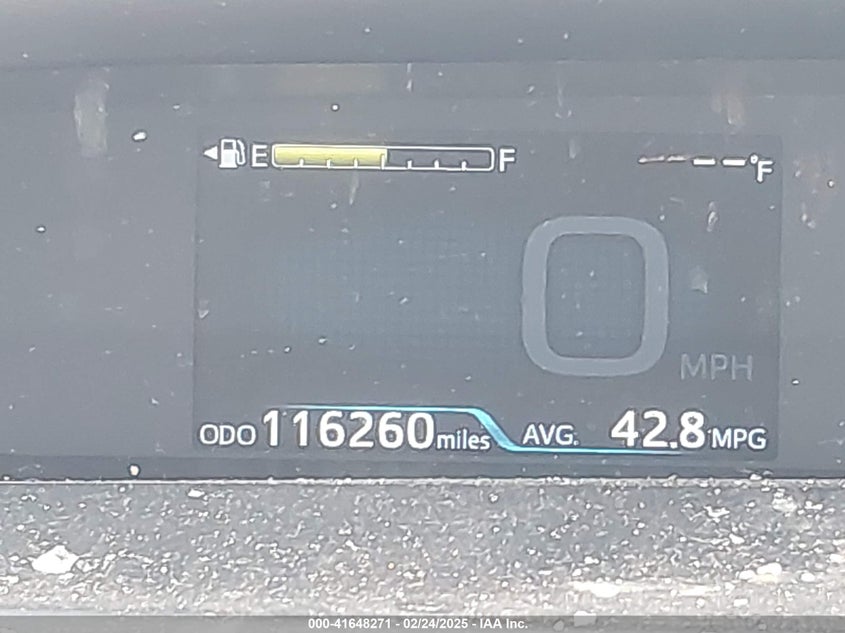 E F -- -- °F
0 MPH
ODO 116260 miles AVG. 42.8 MPG
000-41648271 - 02/24/2025 - IAA Inc.